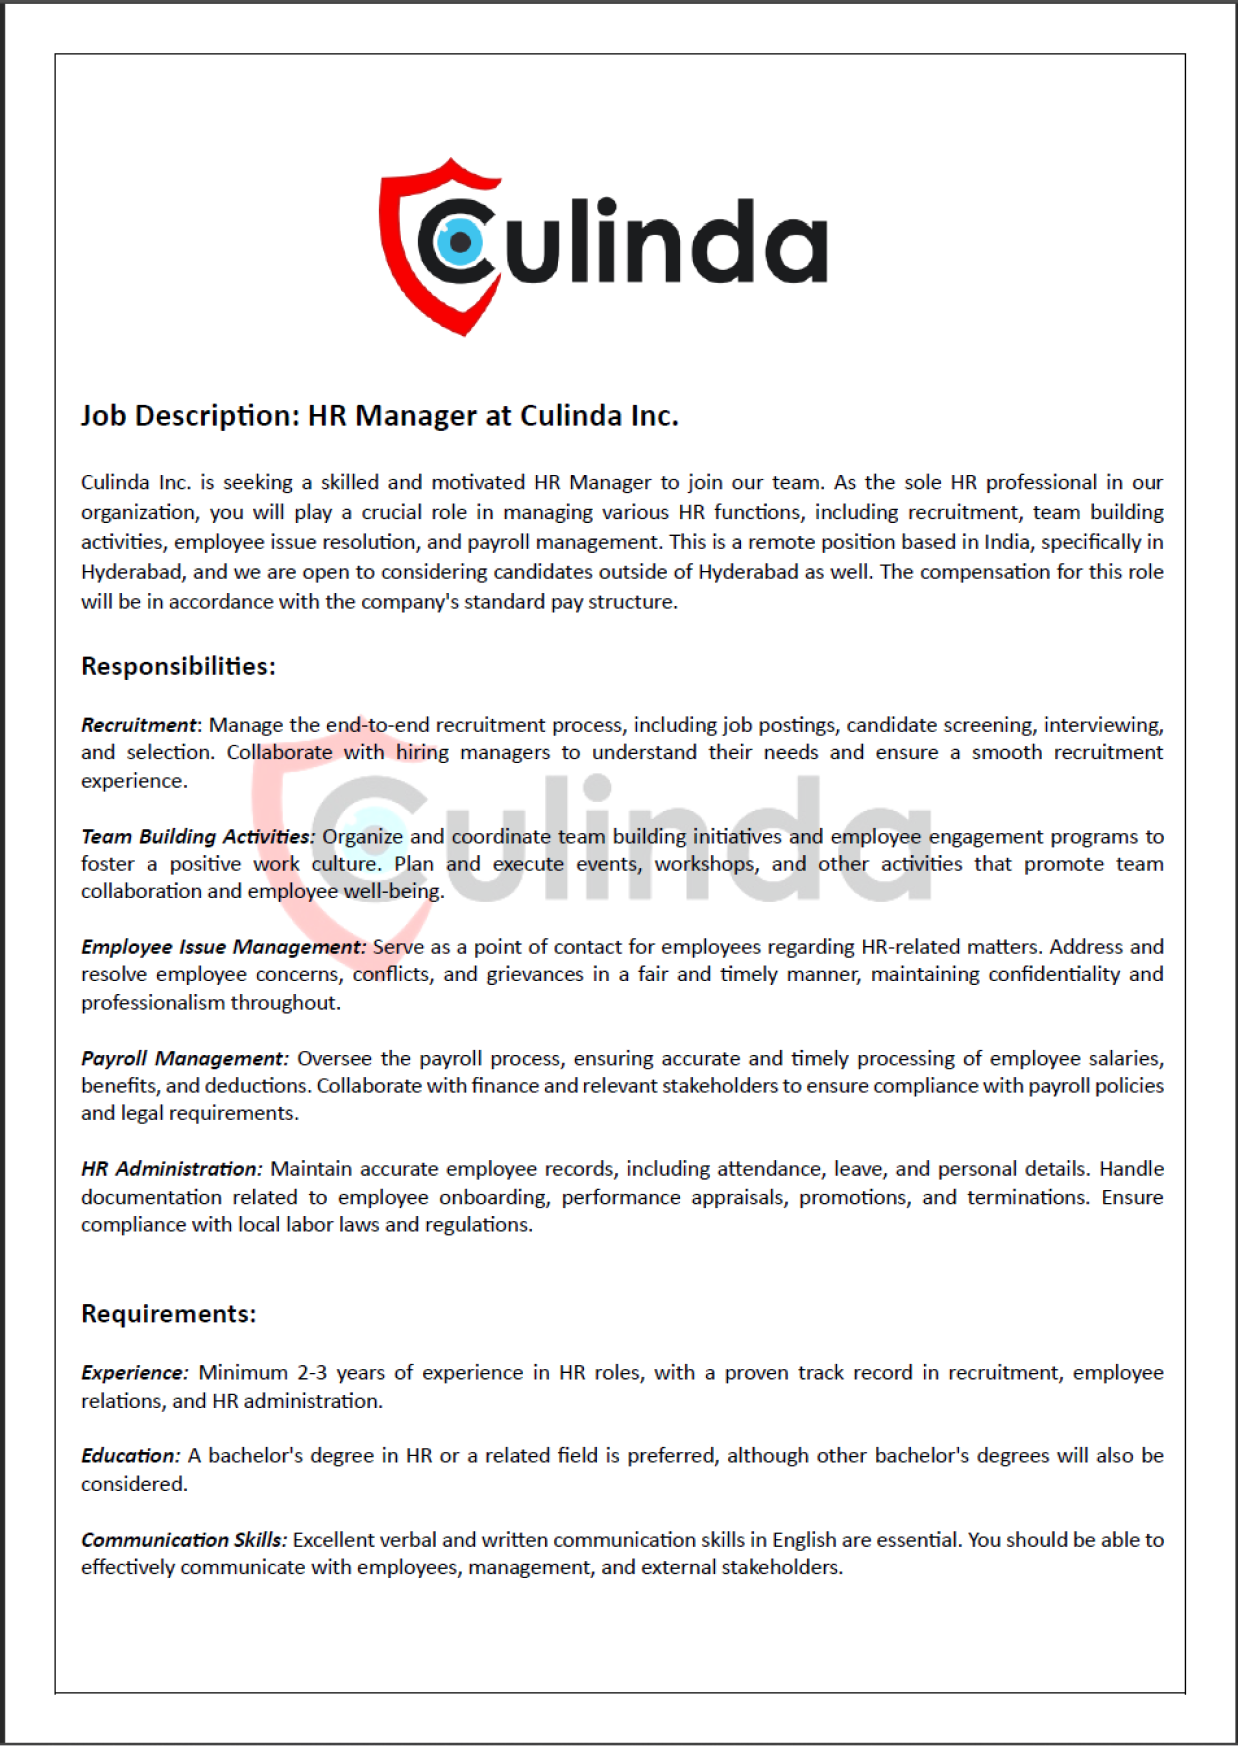 Culinda
Job Description: HR Manager at Culinda Inc.
Culinda Inc. is seeking a skilled and motivated HR Manager to join our team. As the sole HR professional in our
organization, you will play a crucial role in managing various HR functions, including recruitment, team building
activities, employee issue resolution, and payroll management. This is a remote position based in India, specifically in
Hyderabad, and we are open to considering candidates outside of Hyderabad as well. The compensation for this role
will be in accordance with the company's standard pay structure.
Responsibilities:
Recruitment: Manage the end-to-end recruitment process, including job postings, candidate screening, interviewing,
and selection. Collaborate with hiring managers to understand their needs and ensure a smooth recruitment
experience.
Culinda
Team Building Activities: Organize and coordinate team building initiatives and employee engagement programs to
foster a positive work culture. Plan and execute events, workshops, and other activities that promote team
collaboration and employee well-being.
Employee Issue Management: Serve as a point of contact for employees regarding HR-related matters. Address and
resolve employee concerns, conflicts, and grievances in a fair and timely manner, maintaining confidentiality and
professionalism throughout.
Payroll Management: Oversee the payroll process, ensuring accurate and timely processing of employee salaries,
benefits, and deductions. Collaborate with finance and relevant stakeholders to ensure compliance with payroll policies
and legal requirements.
HR Administration: Maintain accurate employee records, including attendance, leave, and personal details. Handle
documentation related to employee onboarding, performance appraisals, promotions, and terminations. Ensure
compliance with local labor laws and regulations.
Requirements:
Experience: Minimum 2-3 years of experience in HR roles, with a proven track record in recruitment, employee
relations, and HR administration.
Education: A bachelor's degree in HR or a related field is preferred, although other bachelor's degrees will also be
considered.
Communication Skills: Excellent verbal and written communication skills in English are essential. You should be able to
effectively communicate with employees, management, and external stakeholders.